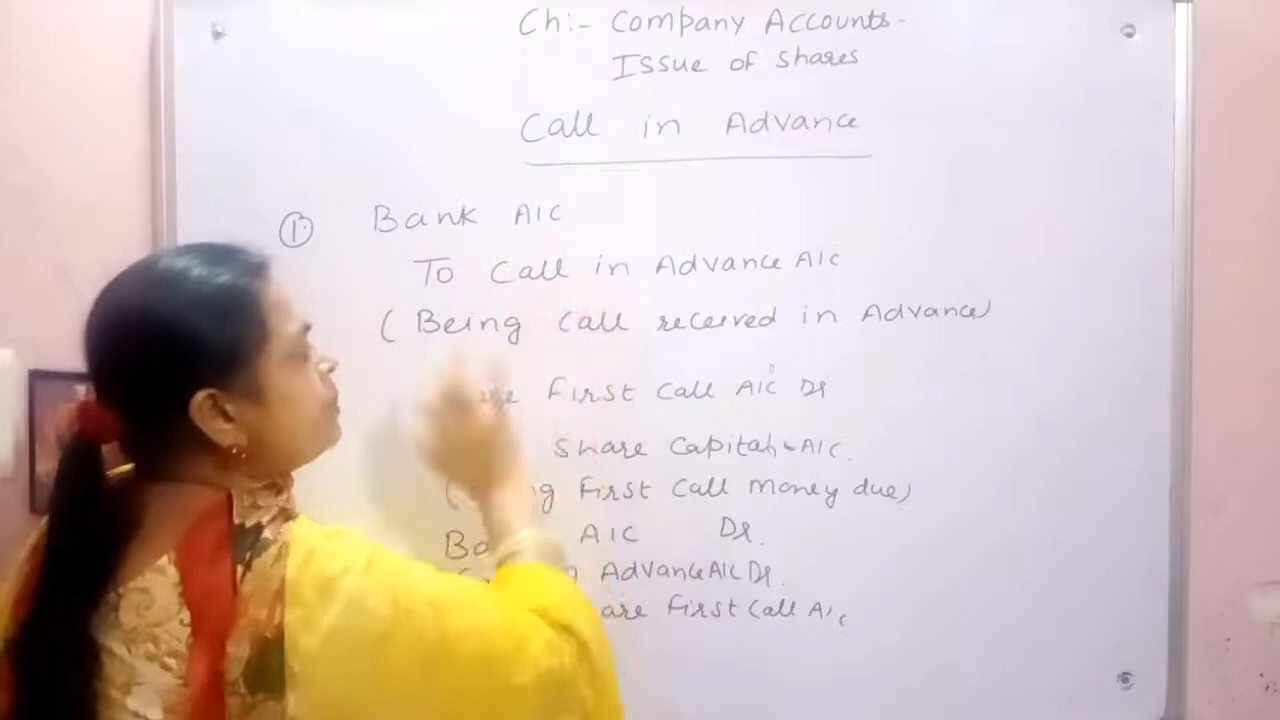 Ch:- Company Accounts-
Issue of shares
Call in Advance
① Bank A/C
To Call in Advance A/C
( Being Call received in Advance)
First Call A/C Dr
Share Capital A/C.
First Call Money due)
A/C Dr.
Advance A/C Dr.
First Call A/C